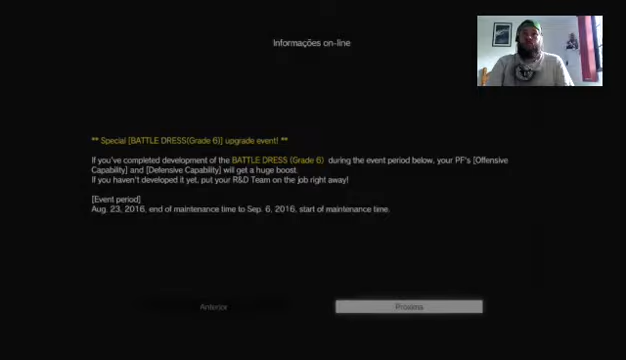 Informações on-line
** Special [BATTLE DRESS(Grade 6)] upgrade event! **
If you've completed development of the BATTLE DRESS (Grade 6) during the event period below, your PF's [Offensive
Capability] and [Defensive Capability] will get a huge boost.
If you haven't developed it yet, put your R&D Team on the job right away!
[Event period]
Aug. 23, 2016, end of maintenance time to Sep. 6, 2016, start of maintenance time.
Anterior
Próxima